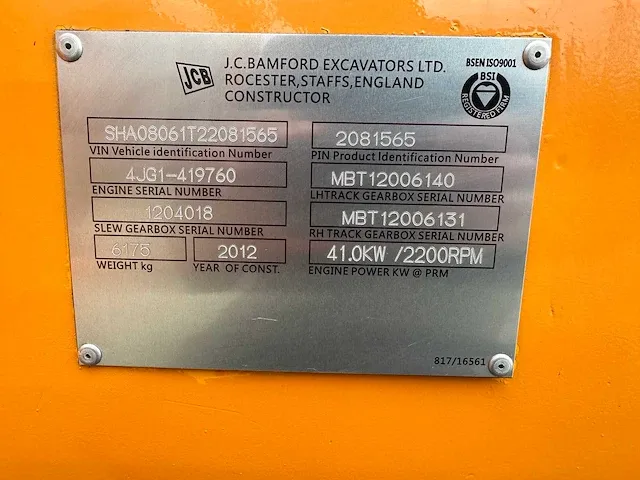 JCB
J.C.BAMFORD EXCAVATORS LTD.
ROCESTER,STAFFS,ENGLAND
CONSTRUCTOR
BSEN ISO9001
BSI
REGISTERED FIRM
SHA08061T22081565
VIN Vehicle identification Number
2081565
PIN Product Identification Number
4JG1-419760
ENGINE SERIAL NUMBER
MBT12006140
LHTRACK GEARBOX SERIAL NUMBER
1204018
SLEW GEARBOX SERIAL NUMBER
MBT12006131
RH TRACK GEARBOX SERIAL NUMBER
6175
WEIGHT kg
2012
YEAR OF CONST.
41.0KW /2200RPM
ENGINE POWER KW @ PRM
817/16561